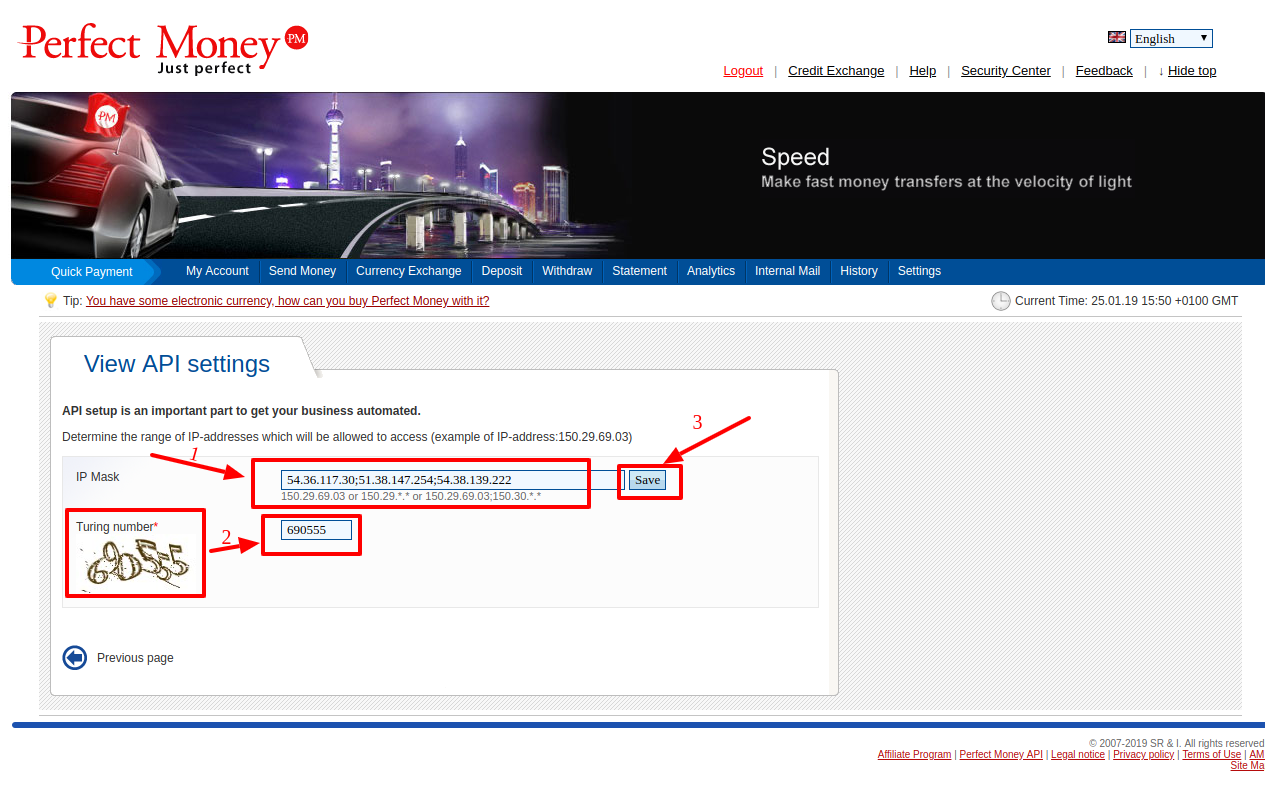 Perfect Money PM
Just perfect
English
Logout | Credit Exchange | Help | Security Center | Feedback | ↓ Hide top
PM
Speed
Make fast money transfers at the velocity of light
Quick Payment My Account Send Money Currency Exchange Deposit Withdraw Statement Analytics Internal Mail History Settings
Tip: You have some electronic currency, how can you buy Perfect Money with it?
Current Time: 25.01.19 15:50 +0100 GMT
View API settings
API setup is an important part to get your business automated.
Determine the range of IP-addresses which will be allowed to access (example of IP-address:150.29.69.03)
1
3
IP Mask
54.36.117.30;51.38.147.254;54.38.139.222
Save
150.29.69.03 or 150.29.*.* or 150.29.69.03;150.30.*.*
Turing number*
2
690555
69055
Previous page
© 2007-2019 SR & I. All rights reserved
Affiliate Program | Perfect Money API | Legal notice | Privacy policy | Terms of Use | AM
Site Ma